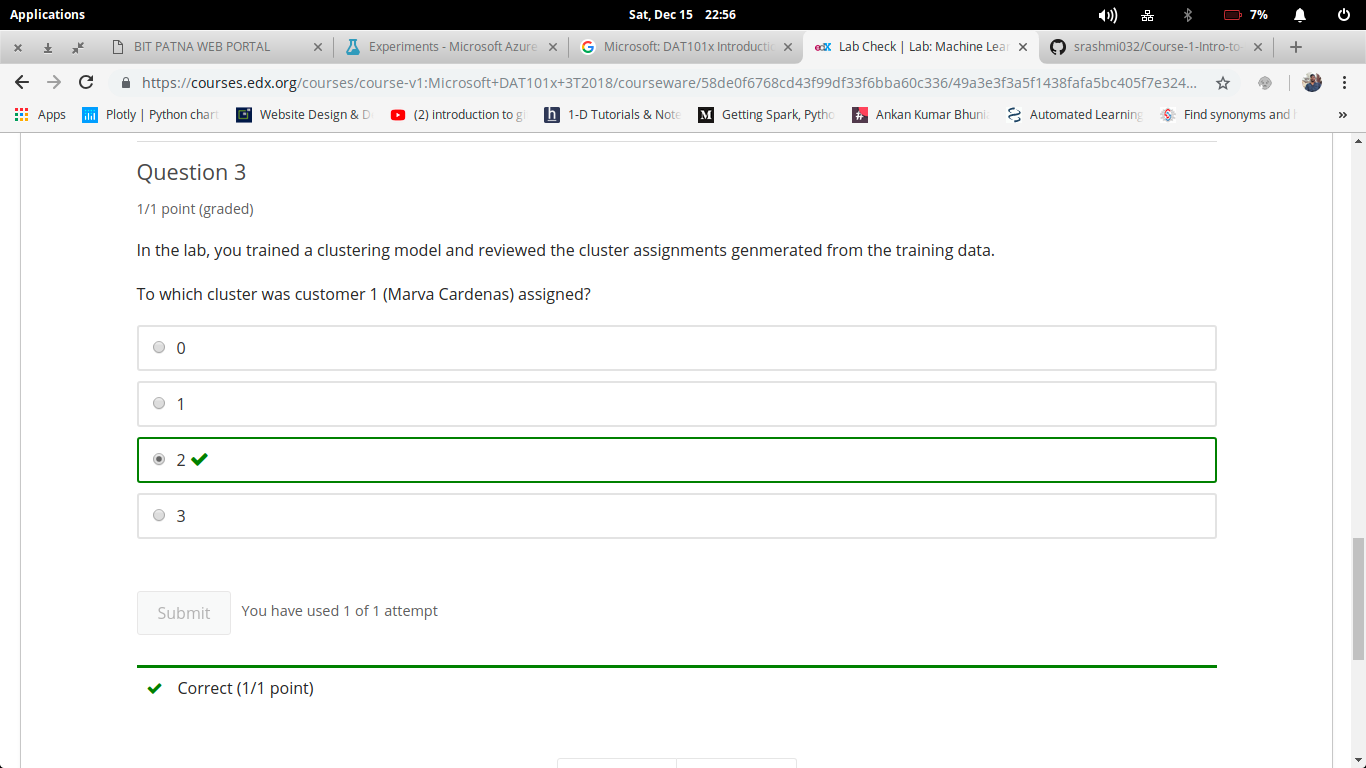 Applications
Sat, Dec 15 22:56
7%
BIT PATNA WEB PORTAL
Experiments - Microsoft Azure
Microsoft: DAT101x Introductic
edX Lab Check | Lab: Machine Lear
srashmi032/Course-1-Intro-to-
https://courses.edx.org/courses/course-v1:Microsoft+DAT101x+3T2018/courseware/58de0f6768cd43f99df33f6bba60c336/49a3e3f3a5f1438fafa5bc405f7e324...
Apps
Plotly | Python chart
Website Design & D
(2) introduction to gi
h 1-D Tutorials & Note
M Getting Spark, Pytho
Ankan Kumar Bhuni
Automated Learning
Find synonyms and
»
Question 3
1/1 point (graded)
In the lab, you trained a clustering model and reviewed the cluster assignments genmerated from the training data.
To which cluster was customer 1 (Marva Cardenas) assigned?
0
1
2
3
Submit
You have used 1 of 1 attempt
Correct (1/1 point)